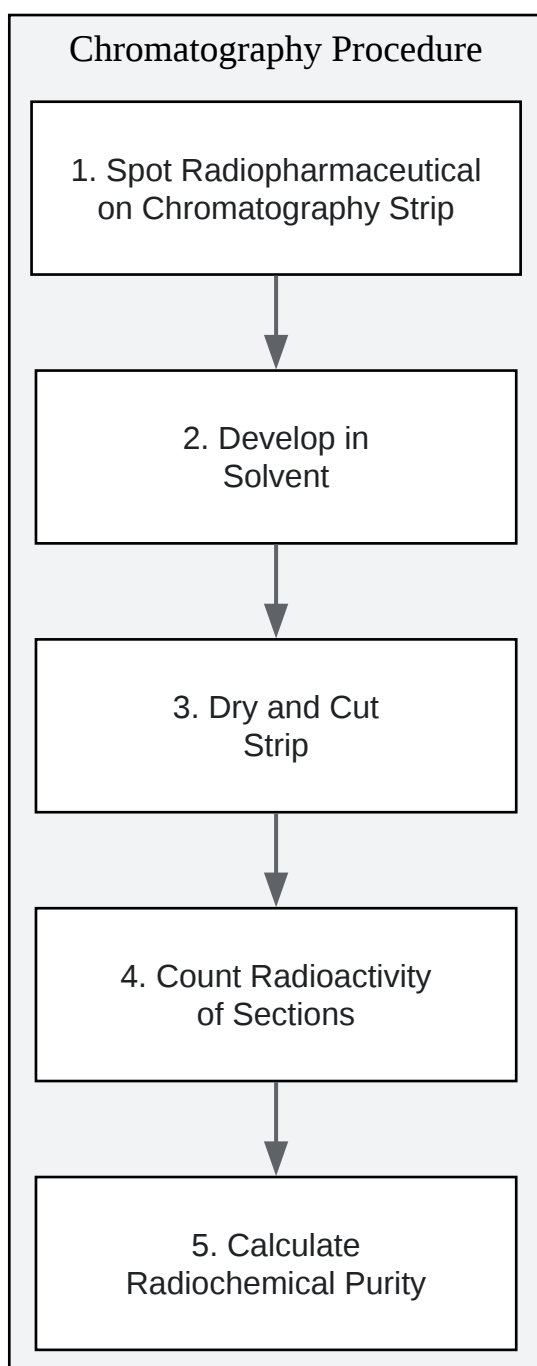 Chromatography Procedure
1. Spot Radiopharmaceutical
on Chromatography Strip
2. Develop in
Solvent
3. Dry and Cut
Strip
4. Count Radioactivity
of Sections
5. Calculate
Radiochemical Purity